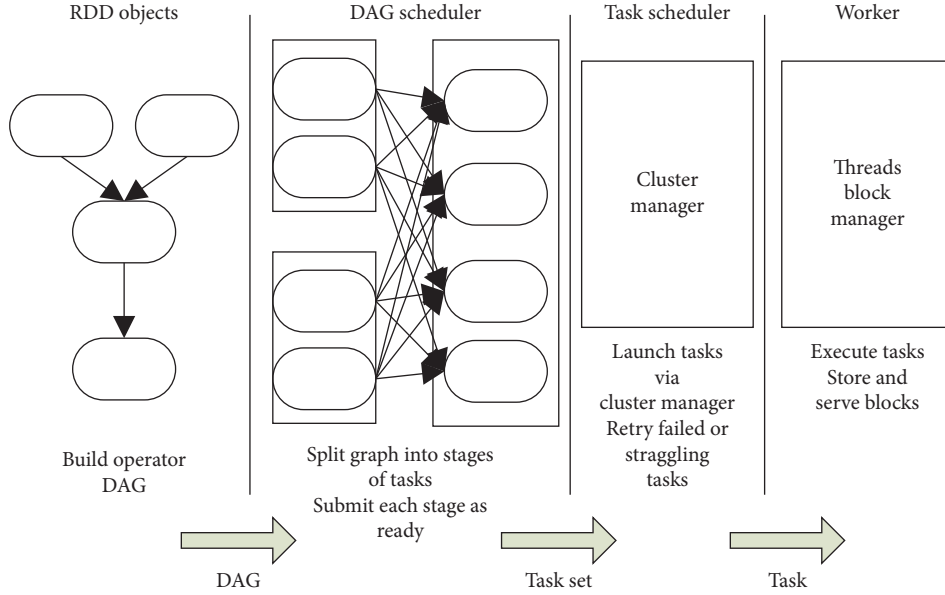 RDD objects
DAG scheduler
Task scheduler
Worker
Cluster
manager
Threads
block
manager
Build operator
DAG
Split graph into stages
of tasks
Submit each stage as
ready
Launch tasks
via
cluster manager
Retry failed or
straggling
tasks
Execute tasks
Store and
serve blocks
DAG
Task set
Task